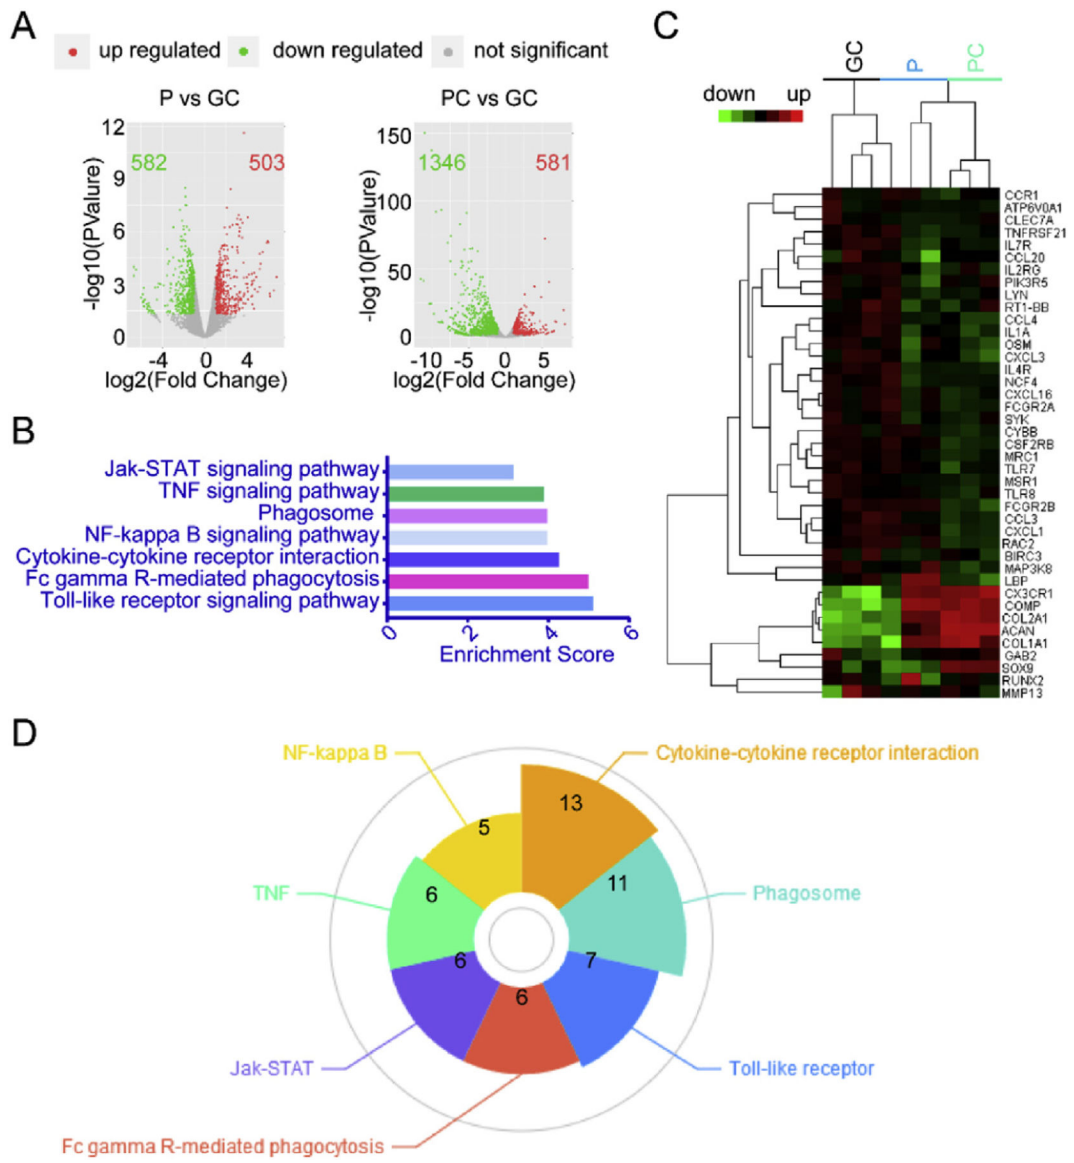 A
up regulated down regulated not significant
P vs GC
PC vs GC
-log10(PValure)
12
9
6
3
0
582
503
-4 0 4
log2(Fold Change)
-log10(PValure)
150
100
50
0
1346
581
-10 -5 0 5
log2(Fold Change)
B
Jak-STAT signaling pathway
TNF signaling pathway
Phagosome
NF-kappa B signaling pathway
Cytokine-cytokine receptor interaction
Fc gamma R-mediated phagocytosis
Toll-like receptor signaling pathway
0 2 4 6
Enrichment Score
C
GC P PC
down up
CCR1
ATP6V0A1
CLEC7A
TNFRSF21
IL7R
CCL20
IL2RG
PIK3R5
LYN
RT1-BB
CCL4
IL1A
OSM
CXCL3
IL4R
NCF4
CXCL16
FCGR2A
SYK
CYBB
CSF2RB
MRC1
TLR7
MSR1
TLR8
FCGR2B
CCL3
CXCL1
RAC2
BIRC3
MAP3K8
LBP
CX3CR1
COMP
COL2A1
ACAN
COL1A1
GAB2
SOX9
RUNX2
MMP13
D
NF-kappa B
Cytokine-cytokine receptor interaction
13
5
11
6
TNF
Phagosome
6
7
6
Jak-STAT
Toll-like receptor
Fc gamma R-mediated phagocytosis